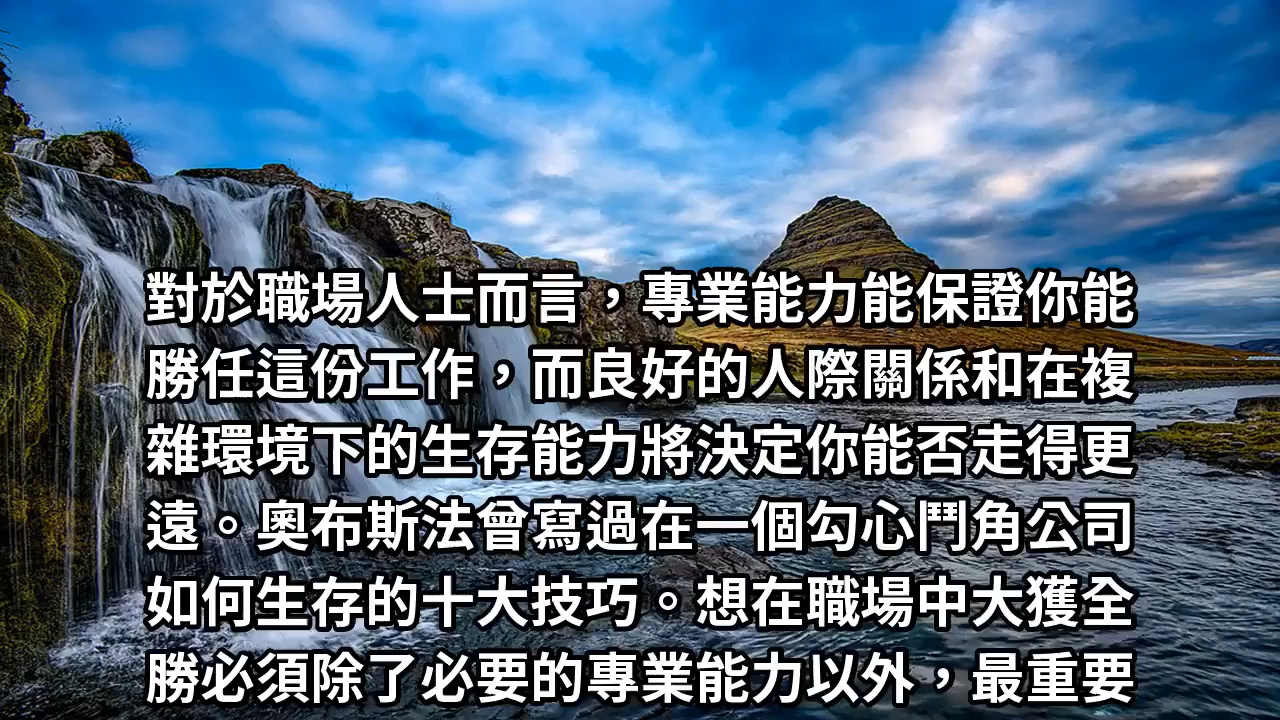 對於職場人士而言，專業能力能保證你能
勝任這份工作，而良好的人際關係和在複
雜環境下的生存能力將決定你能否走得更
遠。奧布斯法曾寫過在一個勾心鬥角公司
如何生存的十大技巧。想在職場中大獲全
勝必須除了必要的專業能力以外，最重要